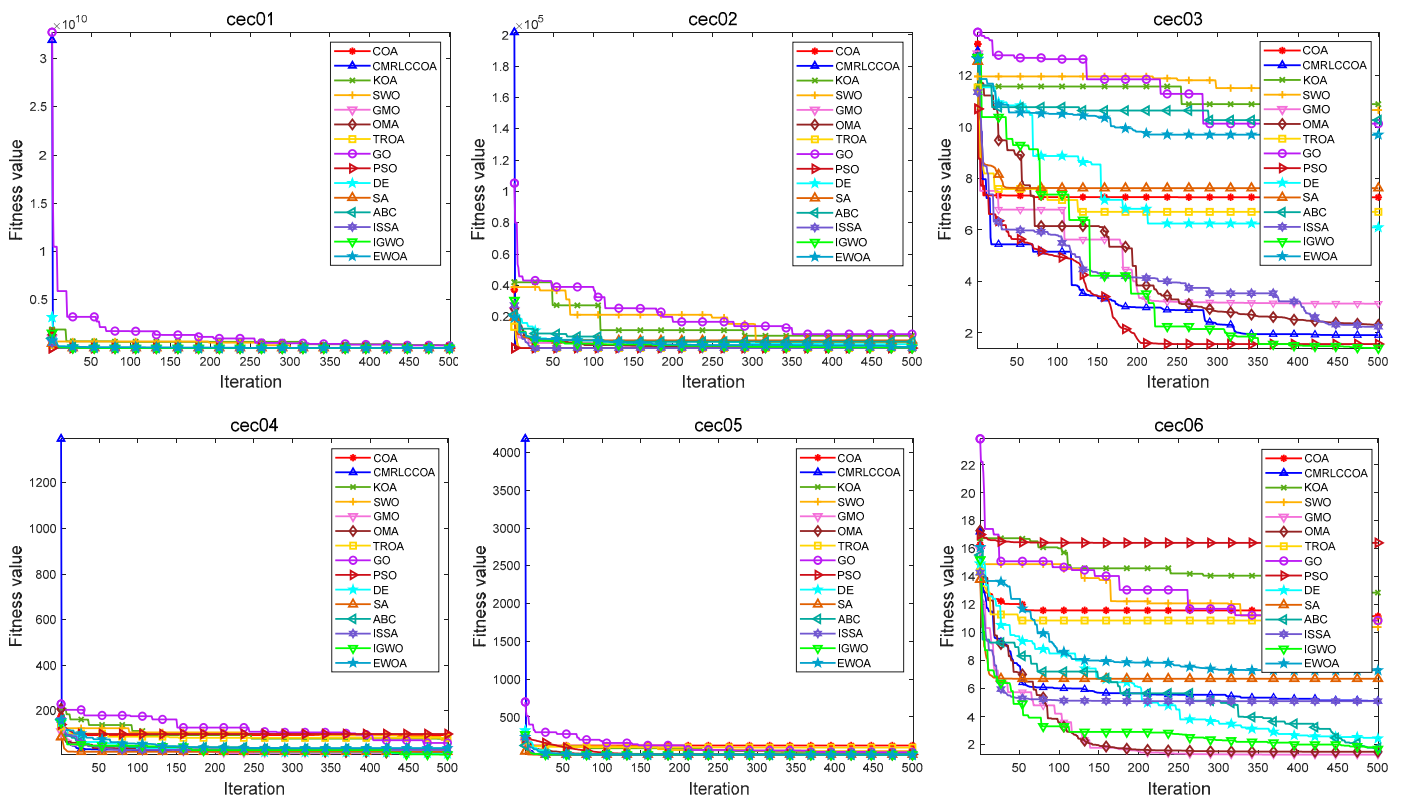 cec01
×10^10
Fitness value
3
2.5
2
1.5
1
0.5
50 100 150 200 250 300 350 400 450 500
Iteration
COA
CMRLCCOA
KOA
SWO
GMO
OMA
TROA
GO
PSO
DE
SA
ABC
ISSA
IGWO
EWOA
cec02
×10^5
Fitness value
2
1.8
1.6
1.4
1.2
1
0.8
0.6
0.4
0.2
50 100 150 200 250 300 350 400 450 500
Iteration
COA
CMRLCCOA
KOA
SWO
GMO
OMA
TROA
GO
PSO
DE
SA
ABC
ISSA
IGWO
EWOA
cec03
Fitness value
12
10
8
6
4
2
50 100 150 200 250 300 350 400 450 500
Iteration
COA
CMRLCCOA
KOA
SWO
GMO
OMA
TROA
GO
PSO
DE
SA
ABC
ISSA
IGWO
EWOA
cec04
Fitness value
1200
1000
800
600
400
200
50 100 150 200 250 300 350 400 450 500
Iteration
COA
CMRLCCOA
KOA
SWO
GMO
OMA
TROA
GO
PSO
DE
SA
ABC
ISSA
IGWO
EWOA
cec05
Fitness value
4000
3500
3000
2500
2000
1500
1000
500
50 100 150 200 250 300 350 400 450 500
Iteration
COA
CMRLCCOA
KOA
SWO
GMO
OMA
TROA
GO
PSO
DE
SA
ABC
ISSA
IGWO
EWOA
cec06
Fitness value
22
20
18
16
14
12
10
8
6
4
2
50 100 150 200 250 300 350 400 450 500
Iteration
COA
CMRLCCOA
KOA
SWO
GMO
OMA
TROA
GO
PSO
DE
SA
ABC
ISSA
IGWO
EWOA